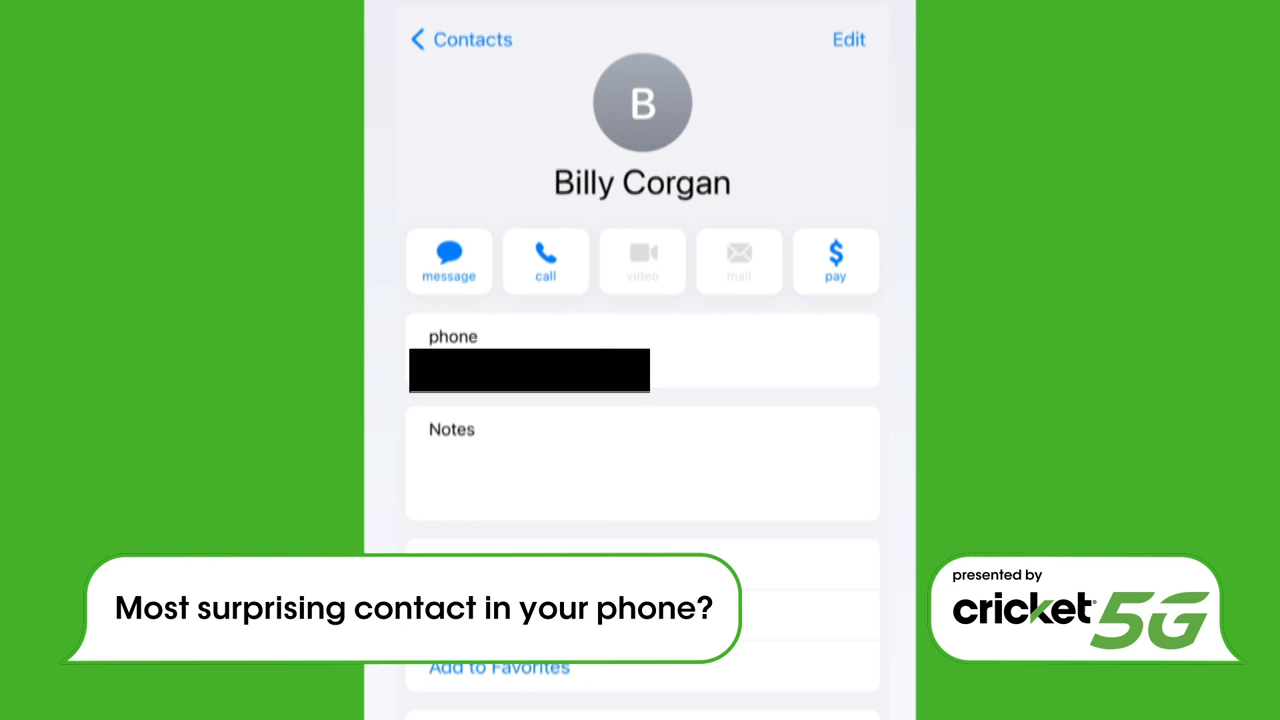 Contacts
Edit
B
Billy Corgan
message
call
video
mail
$
pay
phone
Notes
Add to Favorites
Most surprising contact in your phone?
presented by
cricket 5G